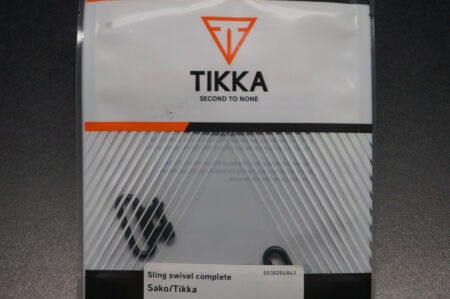 TIKKA
SECOND TO NONE
Sling swivel complete S530204843
Sako/Tikka